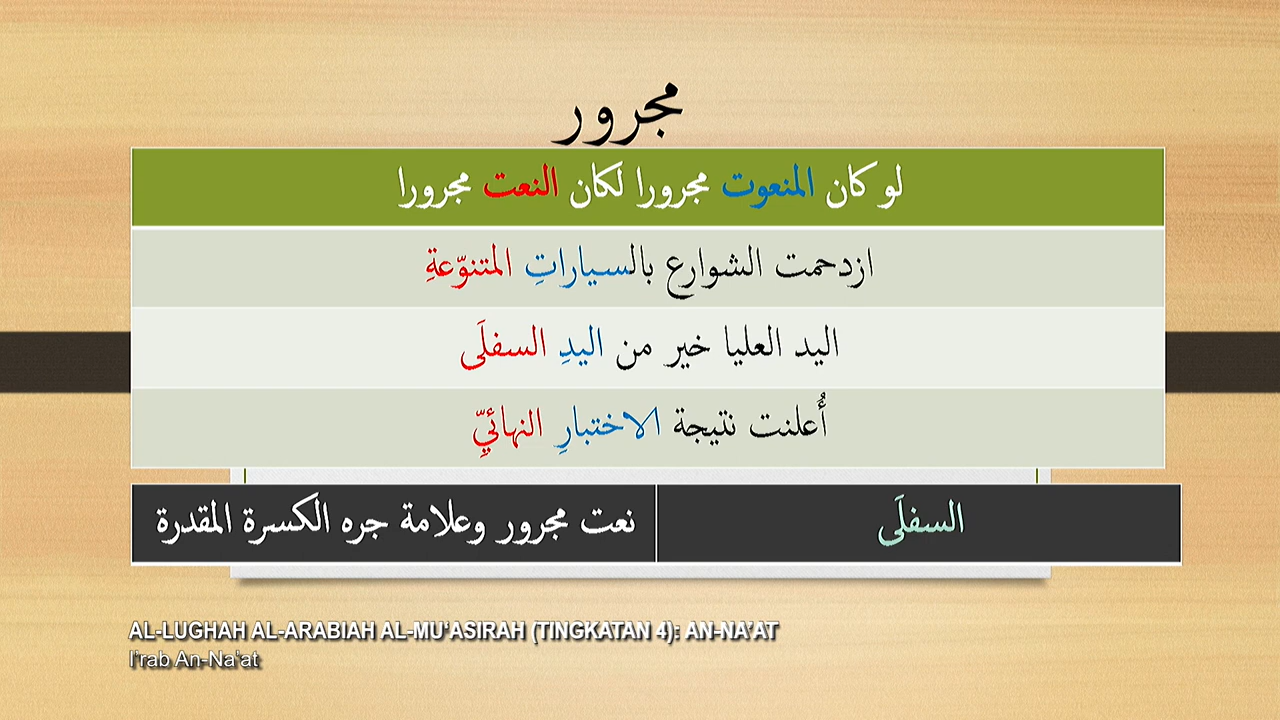 مجرور
لو كان المنعوت مجرورا لكان النعت مجرورا
ازدحمت الشوارع بالسياراتِ المتنوّعةِ
اليد العليا خير من اليدِ السفلَى
أُعلنت نتيجة الاختبارِ النهائيِّ
السفلَى
نعت مجرور وعلامة جره الكسرة المقدرة
AL-LUGHAH AL-ARABIAH AL-MU'ASIRAH (TINGKATAN 4): AN-NA'AT
I'rab An-Na'at